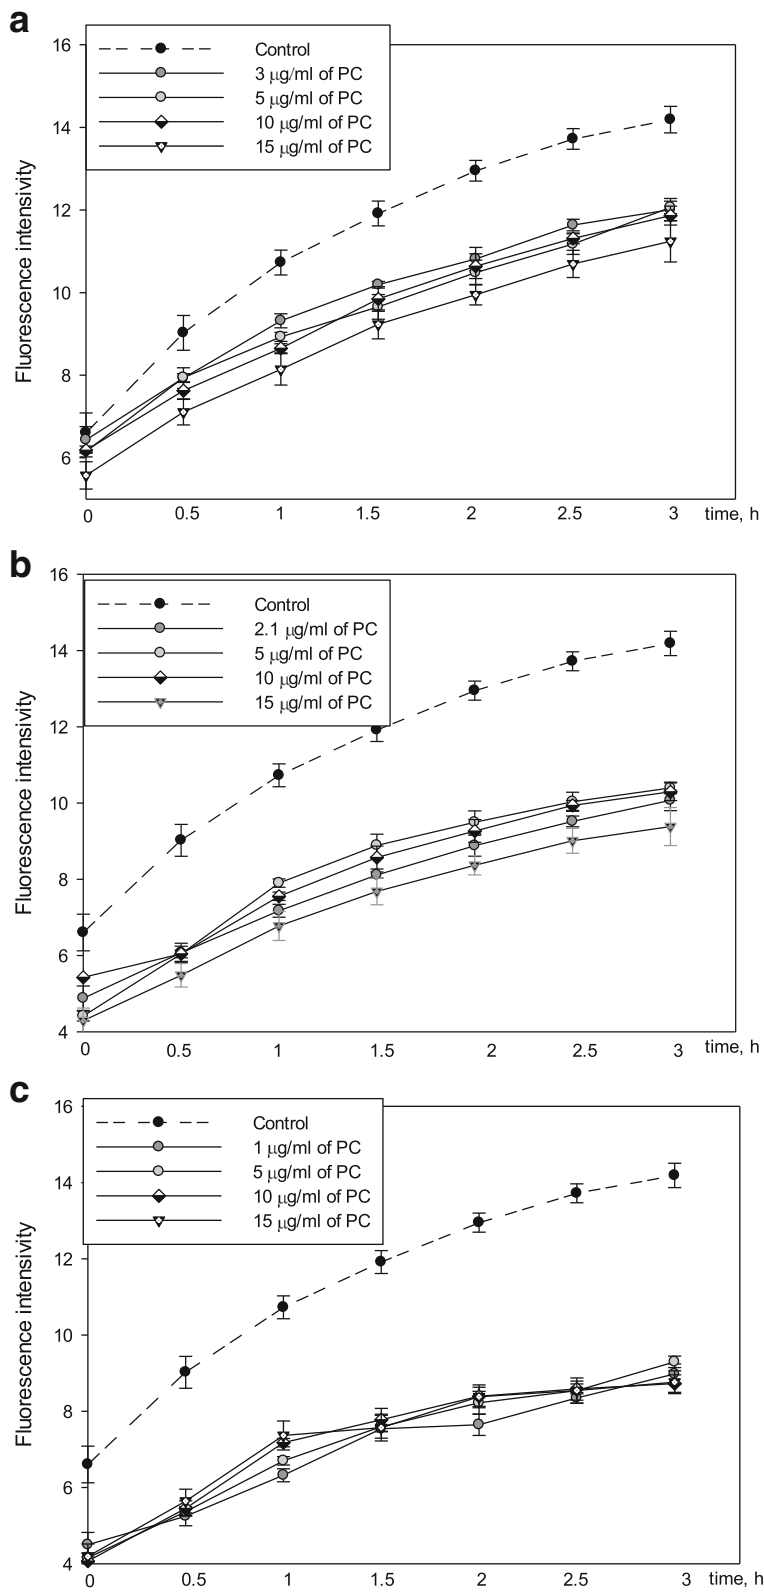 a
16
Control
3 μg/ml of PC
5 μg/ml of PC
10 μg/ml of PC
15 μg/ml of PC
14
12
10
8
6
Fluorescence intensivity
0 0.5 1 1.5 2 2.5 3 time, h
b
16
Control
2.1 μg/ml of PC
5 μg/ml of PC
10 μg/ml of PC
15 μg/ml of PC
14
12
10
8
6
4
Fluorescence intensivity
0 0.5 1 1.5 2 2.5 3 time, h
c
16
Control
1 μg/ml of PC
5 μg/ml of PC
10 μg/ml of PC
15 μg/ml of PC
14
12
10
8
6
4
Fluorescence intensivity
0 0.5 1 1.5 2 2.5 3 time, h